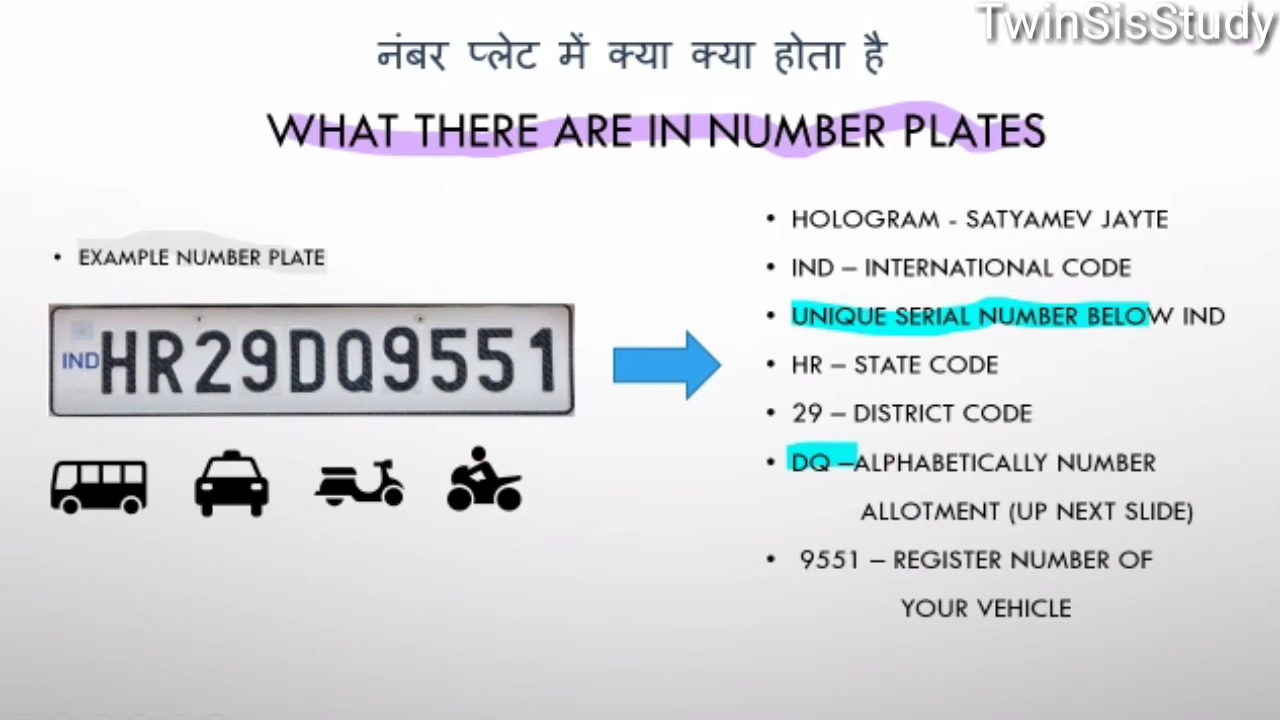 TwinSisStudy
नंबर प्लेट में क्या क्या होता है
WHAT THERE ARE IN NUMBER PLATES
• EXAMPLE NUMBER PLATE
IND HR29DQ9551
• HOLOGRAM - SATYAMEV JAYTE
• IND – INTERNATIONAL CODE
• UNIQUE SERIAL NUMBER BELOW IND
• HR – STATE CODE
• 29 – DISTRICT CODE
• DQ –ALPHABETICALLY NUMBER
ALLOTMENT (UP NEXT SLIDE)
• 9551 – REGISTER NUMBER OF
YOUR VEHICLE